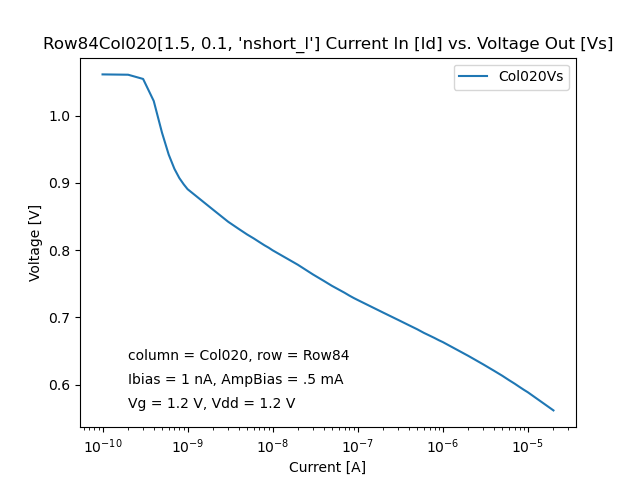 Row84Col020[1.5, 0.1, 'nshort_l'] Current In [Id] vs. Voltage Out [Vs]
Col020Vs
1.0
0.9
0.8
0.7
0.6
Voltage [V]
column = Col020, row = Row84
Ibias = 1 nA, AmpBias = .5 mA
Vg = 1.2 V, Vdd = 1.2 V
10⁻¹⁰ 10⁻⁹ 10⁻⁸ 10⁻⁷ 10⁻⁶ 10⁻⁵
Current [A]